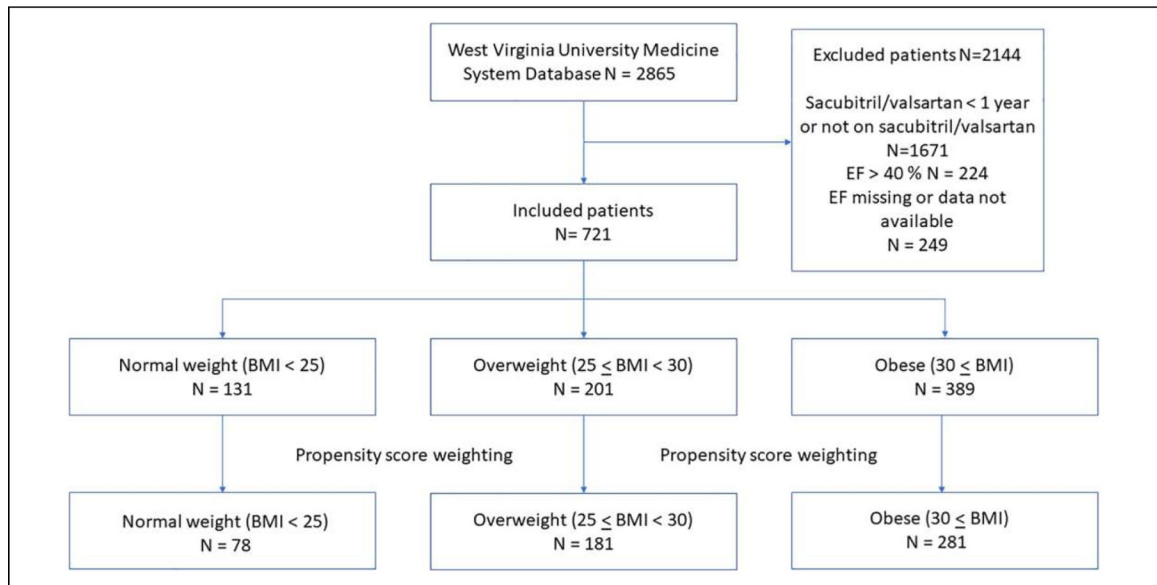 West Virginia University Medicine
System Database N = 2865
Excluded patients N=2144
Sacubitril/valsartan < 1 year
or not on sacubitril/valsartan
N=1671
EF > 40 % N = 224
EF missing or data not
available
N = 249
Included patients
N= 721
Normal weight (BMI < 25)
N = 131
Overweight (25 ≤ BMI < 30)
N = 201
Obese (30 ≤ BMI)
N = 389
Propensity score weighting
Propensity score weighting
Normal weight (BMI < 25)
N = 78
Overweight (25 ≤ BMI < 30)
N = 181
Obese (30 ≤ BMI)
N = 281